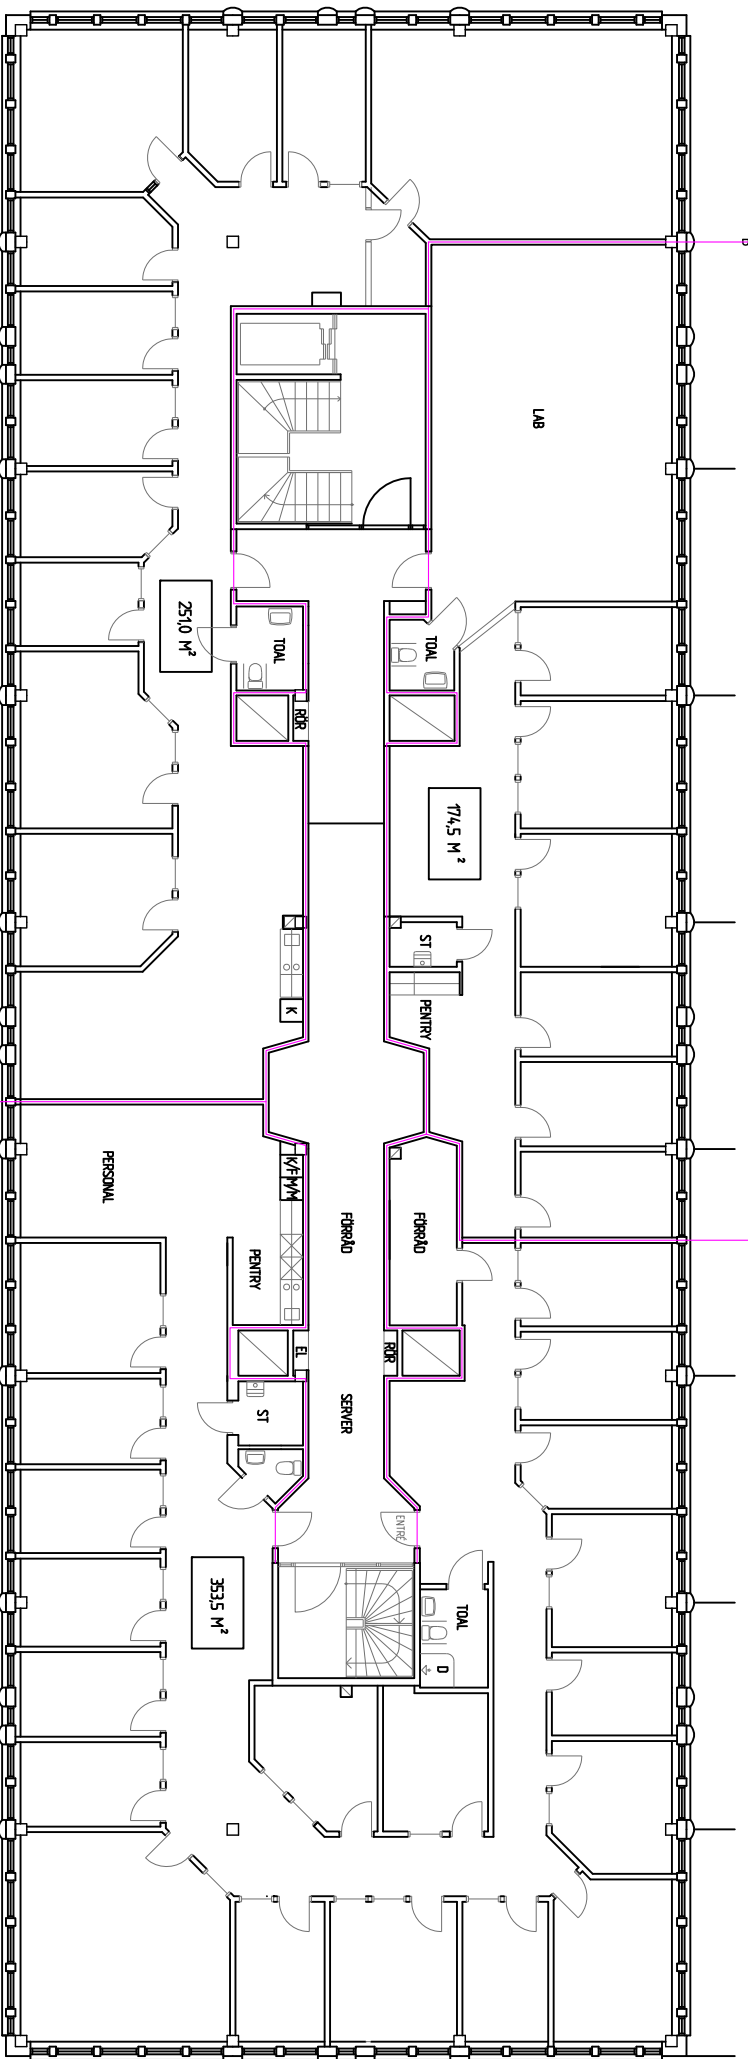 LAB
251,0 M²
TOAL
TOAL
RÖR
174,5 M²
ST
PENTRY
K
PERSONAL
K/F
M/M
FÖRRÅD
FÖRRÅD
PENTRY
EL
RÖR
ST
SERVER
ENTRÉ
353,5 M²
TOAL
D